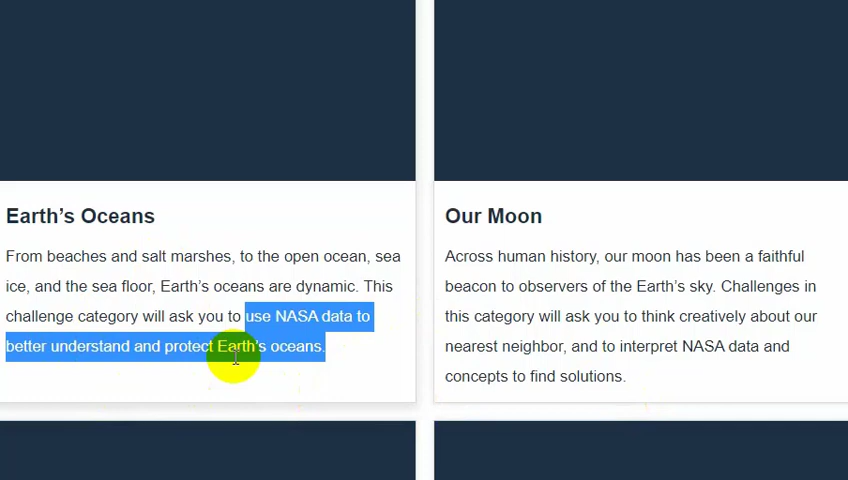 Earth’s Oceans
From beaches and salt marshes, to the open ocean, sea
ice, and the sea floor, Earth’s oceans are dynamic. This
challenge category will ask you to use NASA data to
better understand and protect Earth’s oceans.
Our Moon
Across human history, our moon has been a faithful
beacon to observers of the Earth’s sky. Challenges in
this category will ask you to think creatively about our
nearest neighbor, and to interpret NASA data and
concepts to find solutions.